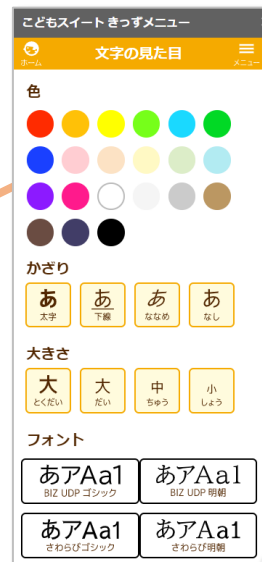 こどもスイート きっずメニュー
文字の見た目
ホーム
メニュー
色
かざり
あ あ あ あ
太字 下線 ななめ なし
大きさ
大 大 中 小
とくだい だい ちゅう しょう
フォント
あアAa1 あアAa1
BIZ UDP ゴシック BIZ UDP 明朝
あアAa1 あアAa1
さわらびゴシック さわらび明朝